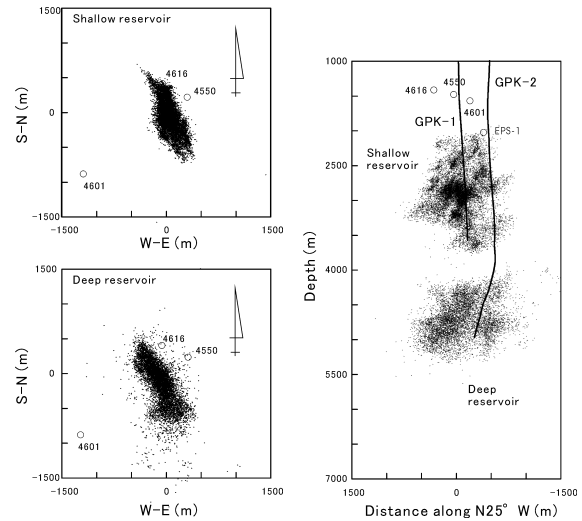 1500
Shallow reservoir
4616
4550
S-N (m)
0
4601
-1500
-1500
0
1500
W-E (m)
1500
Deep reservoir
4616
4550
S-N (m)
0
4601
-1500
-1500
0
1500
W-E (m)
1000
4616
4550
GPK-2
4601
GPK-1
EPS-1
Shallow
reservoir
2500
Depth (m)
4000
5500
Deep
reservoir
7000
1500
0
-1500
Distance along N25° W (m)